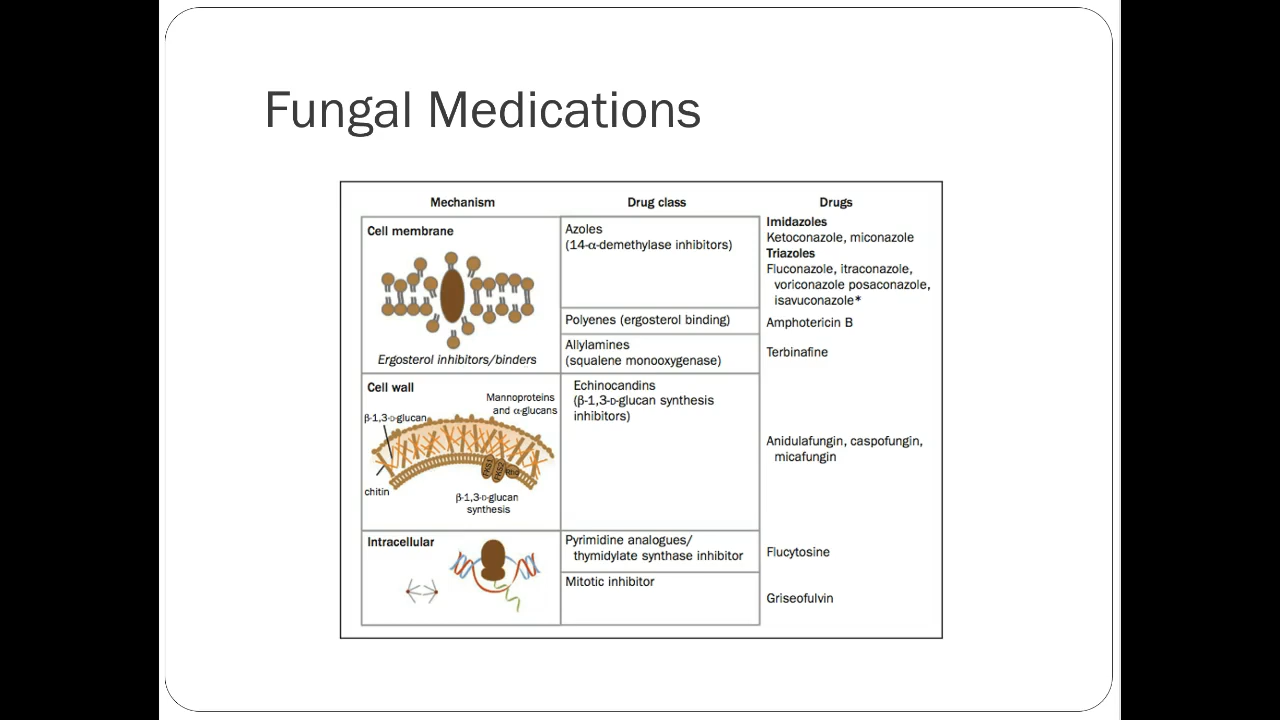 Fungal Medications
Mechanism
Drug class
Drugs
Cell membrane
Ergosterol inhibitors/binders
Azoles
(14-α-demethylase inhibitors)
Imidazoles
Ketoconazole, miconazole
Triazoles
Fluconazole, itraconazole,
voriconazole posaconazole,
isavuconazole*
Polyenes (ergosterol binding)
Amphotericin B
Allylamines
(squalene monooxygenase)
Terbinafine
Cell wall
Mannoproteins
and α-glucans
β-1,3-D-glucan
chitin
FKS1
FKS2
Rho
β-1,3-D-glucan
synthesis
Echinocandins
(β-1,3-D-glucan synthesis
inhibitors)
Anidulafungin, caspofungin,
micafungin
Intracellular
Pyrimidine analogues/
thymidylate synthase inhibitor
Flucytosine
Mitotic inhibitor
Griseofulvin